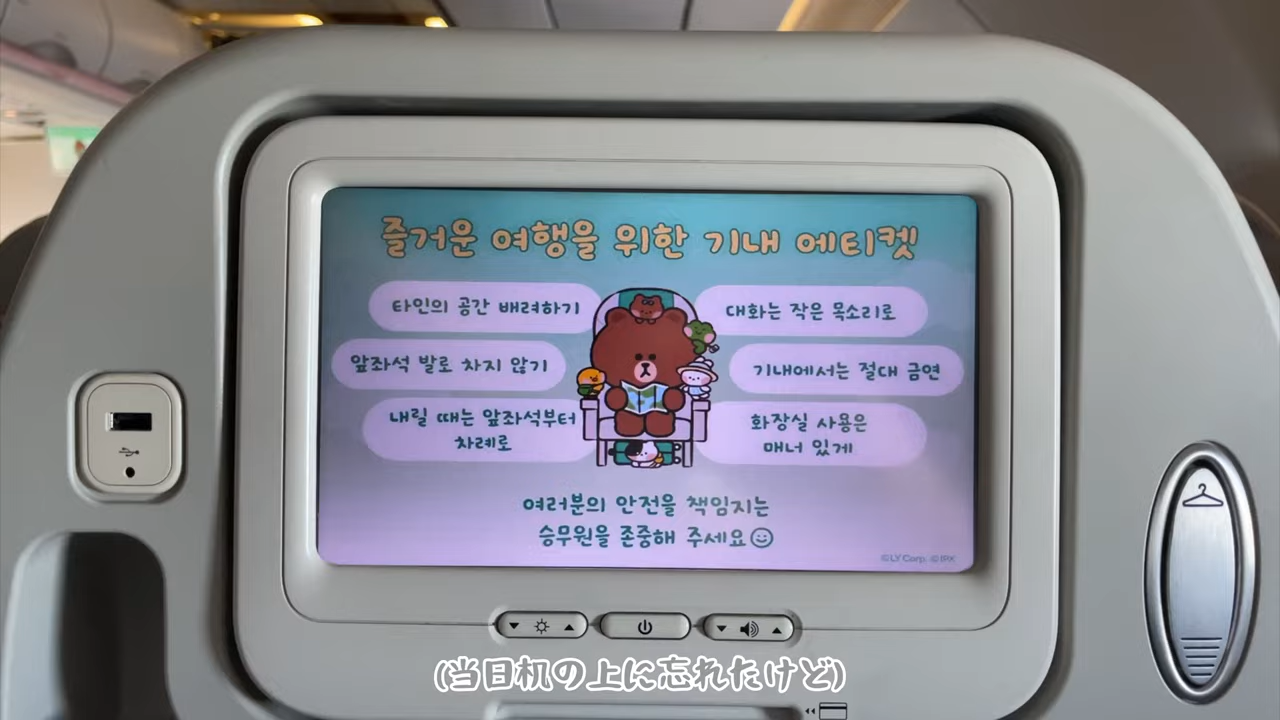 즐거운 여행을 위한 기내 에티켓
타인의 공간 배려하기
대화는 작은 목소리로
앞좌석 발로 차지 않기
기내에서는 절대 금연
내릴 때는 앞좌석부터
차례로
화장실 사용은
매너 있게
여러분의 안전을 책임지는
승무원을 존중해 주세요☺
©LY Corp. © IPX
(当日机の上に忘れたけど)